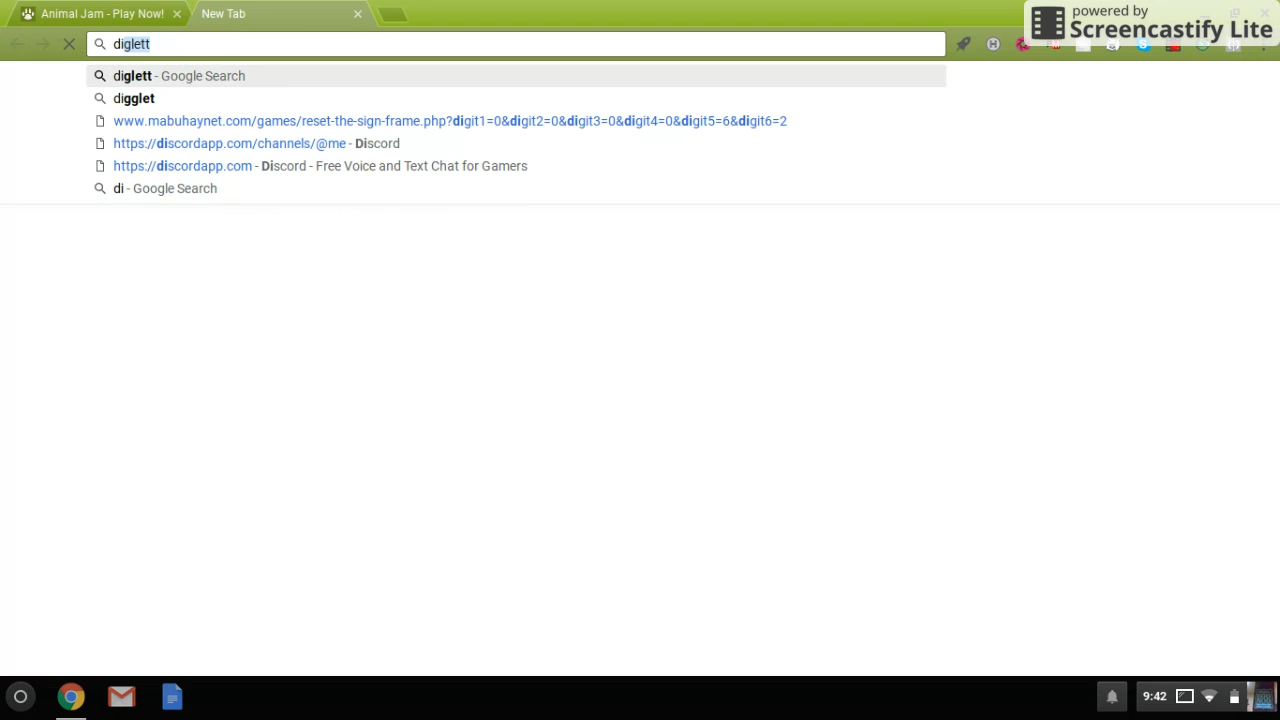 Animal Jam - Play Now!
New Tab
powered by
Screencastify Lite
diglett
diglett - Google Search
digglet
www.mabuhaynet.com/games/reset-the-sign-frame.php?digit1=0&digit2=0&digit3=0&digit4=0&digit5=6&digit6=2
https://discordapp.com/channels/@me - Discord
https://discordapp.com - Discord - Free Voice and Text Chat for Gamers
di - Google Search
9:42